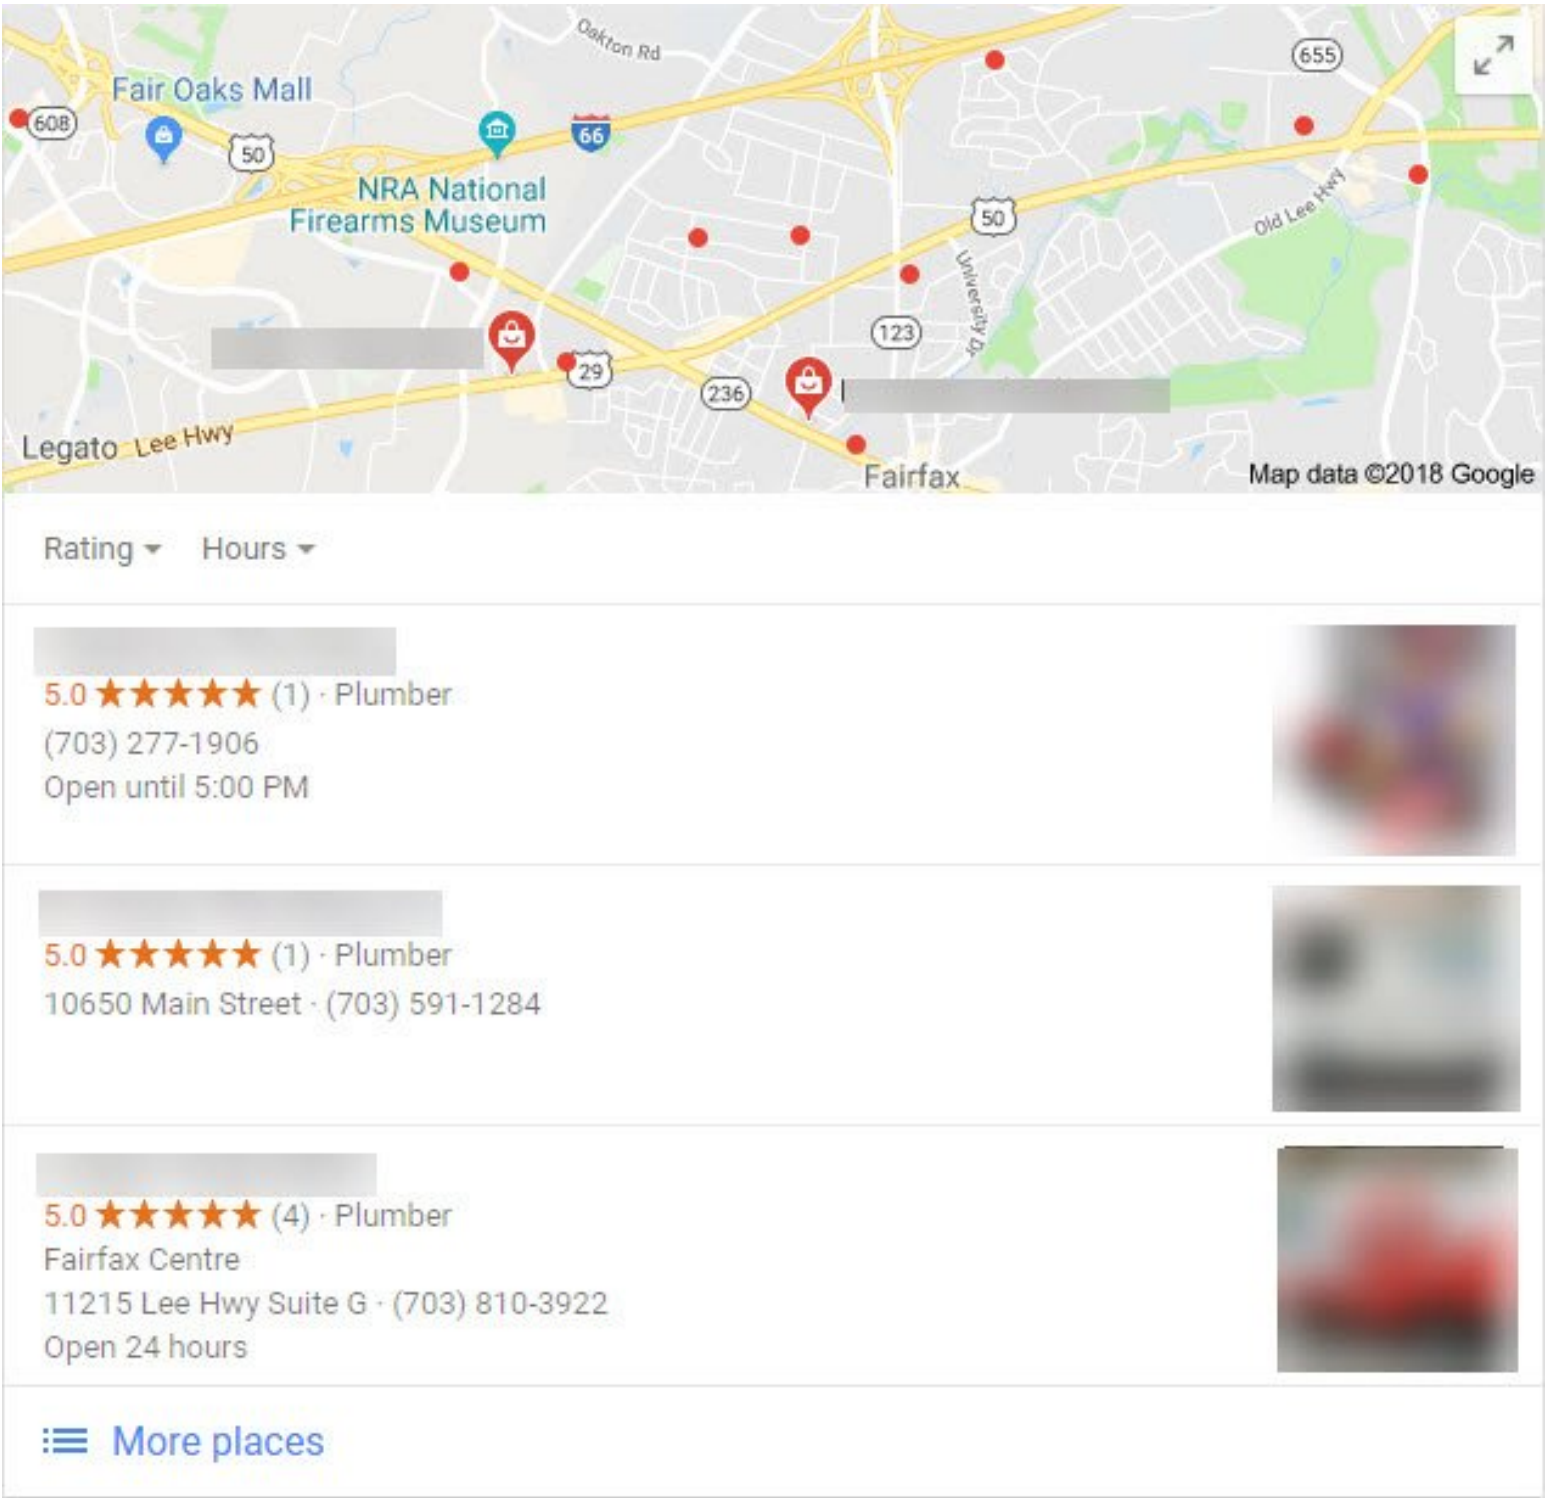 Oakton Rd
655
Fair Oaks Mall
608
50
66
NRA National
Firearms Museum
50
Old Lee Hwy
University Dr
123
29
236
Legato
Lee Hwy
Fairfax
Map data ©2018 Google
Rating
Hours
5.0 ★★★★★ (1) · Plumber
(703) 277-1906
Open until 5:00 PM
5.0 ★★★★★ (1) · Plumber
10650 Main Street · (703) 591-1284
5.0 ★★★★★ (4) · Plumber
Fairfax Centre
11215 Lee Hwy Suite G · (703) 810-3922
Open 24 hours
More places